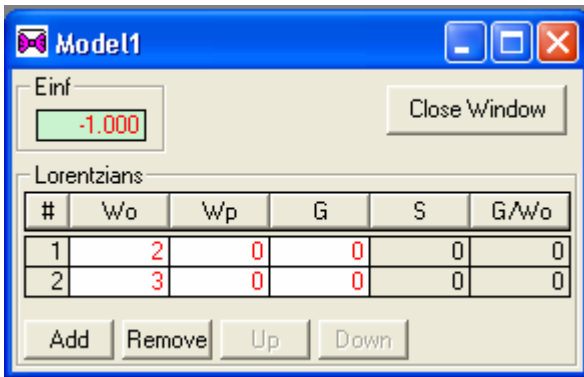 Model1
Einf
-1.000
Close Window
Lorentzians
# Wo Wp G S G/Wo
1 2 0 0 0 0
2 3 0 0 0 0
Add Remove Up Down